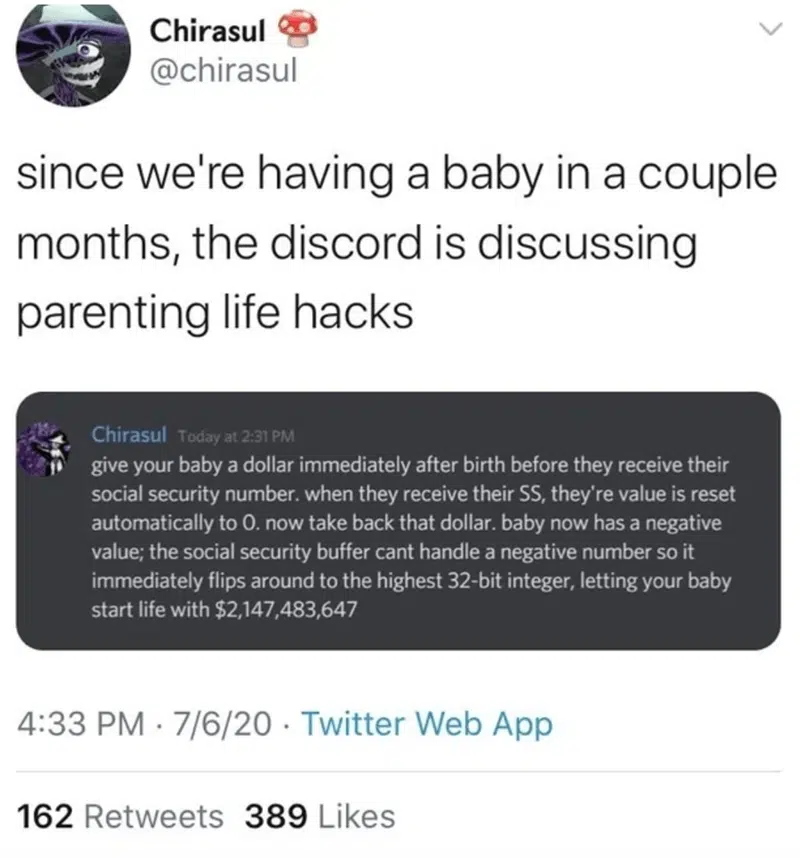 Chirasul 🍄
@chirasul
since we're having a baby in a couple
months, the discord is discussing
parenting life hacks
Chirasul Today at 2:31 PM
give your baby a dollar immediately after birth before they receive their
social security number. when they receive their SS, they're value is reset
automatically to 0. now take back that dollar. baby now has a negative
value; the social security buffer cant handle a negative number so it
immediately flips around to the highest 32-bit integer, letting your baby
start life with $2,147,483,647
4:33 PM · 7/6/20 · Twitter Web App
162 Retweets 389 Likes